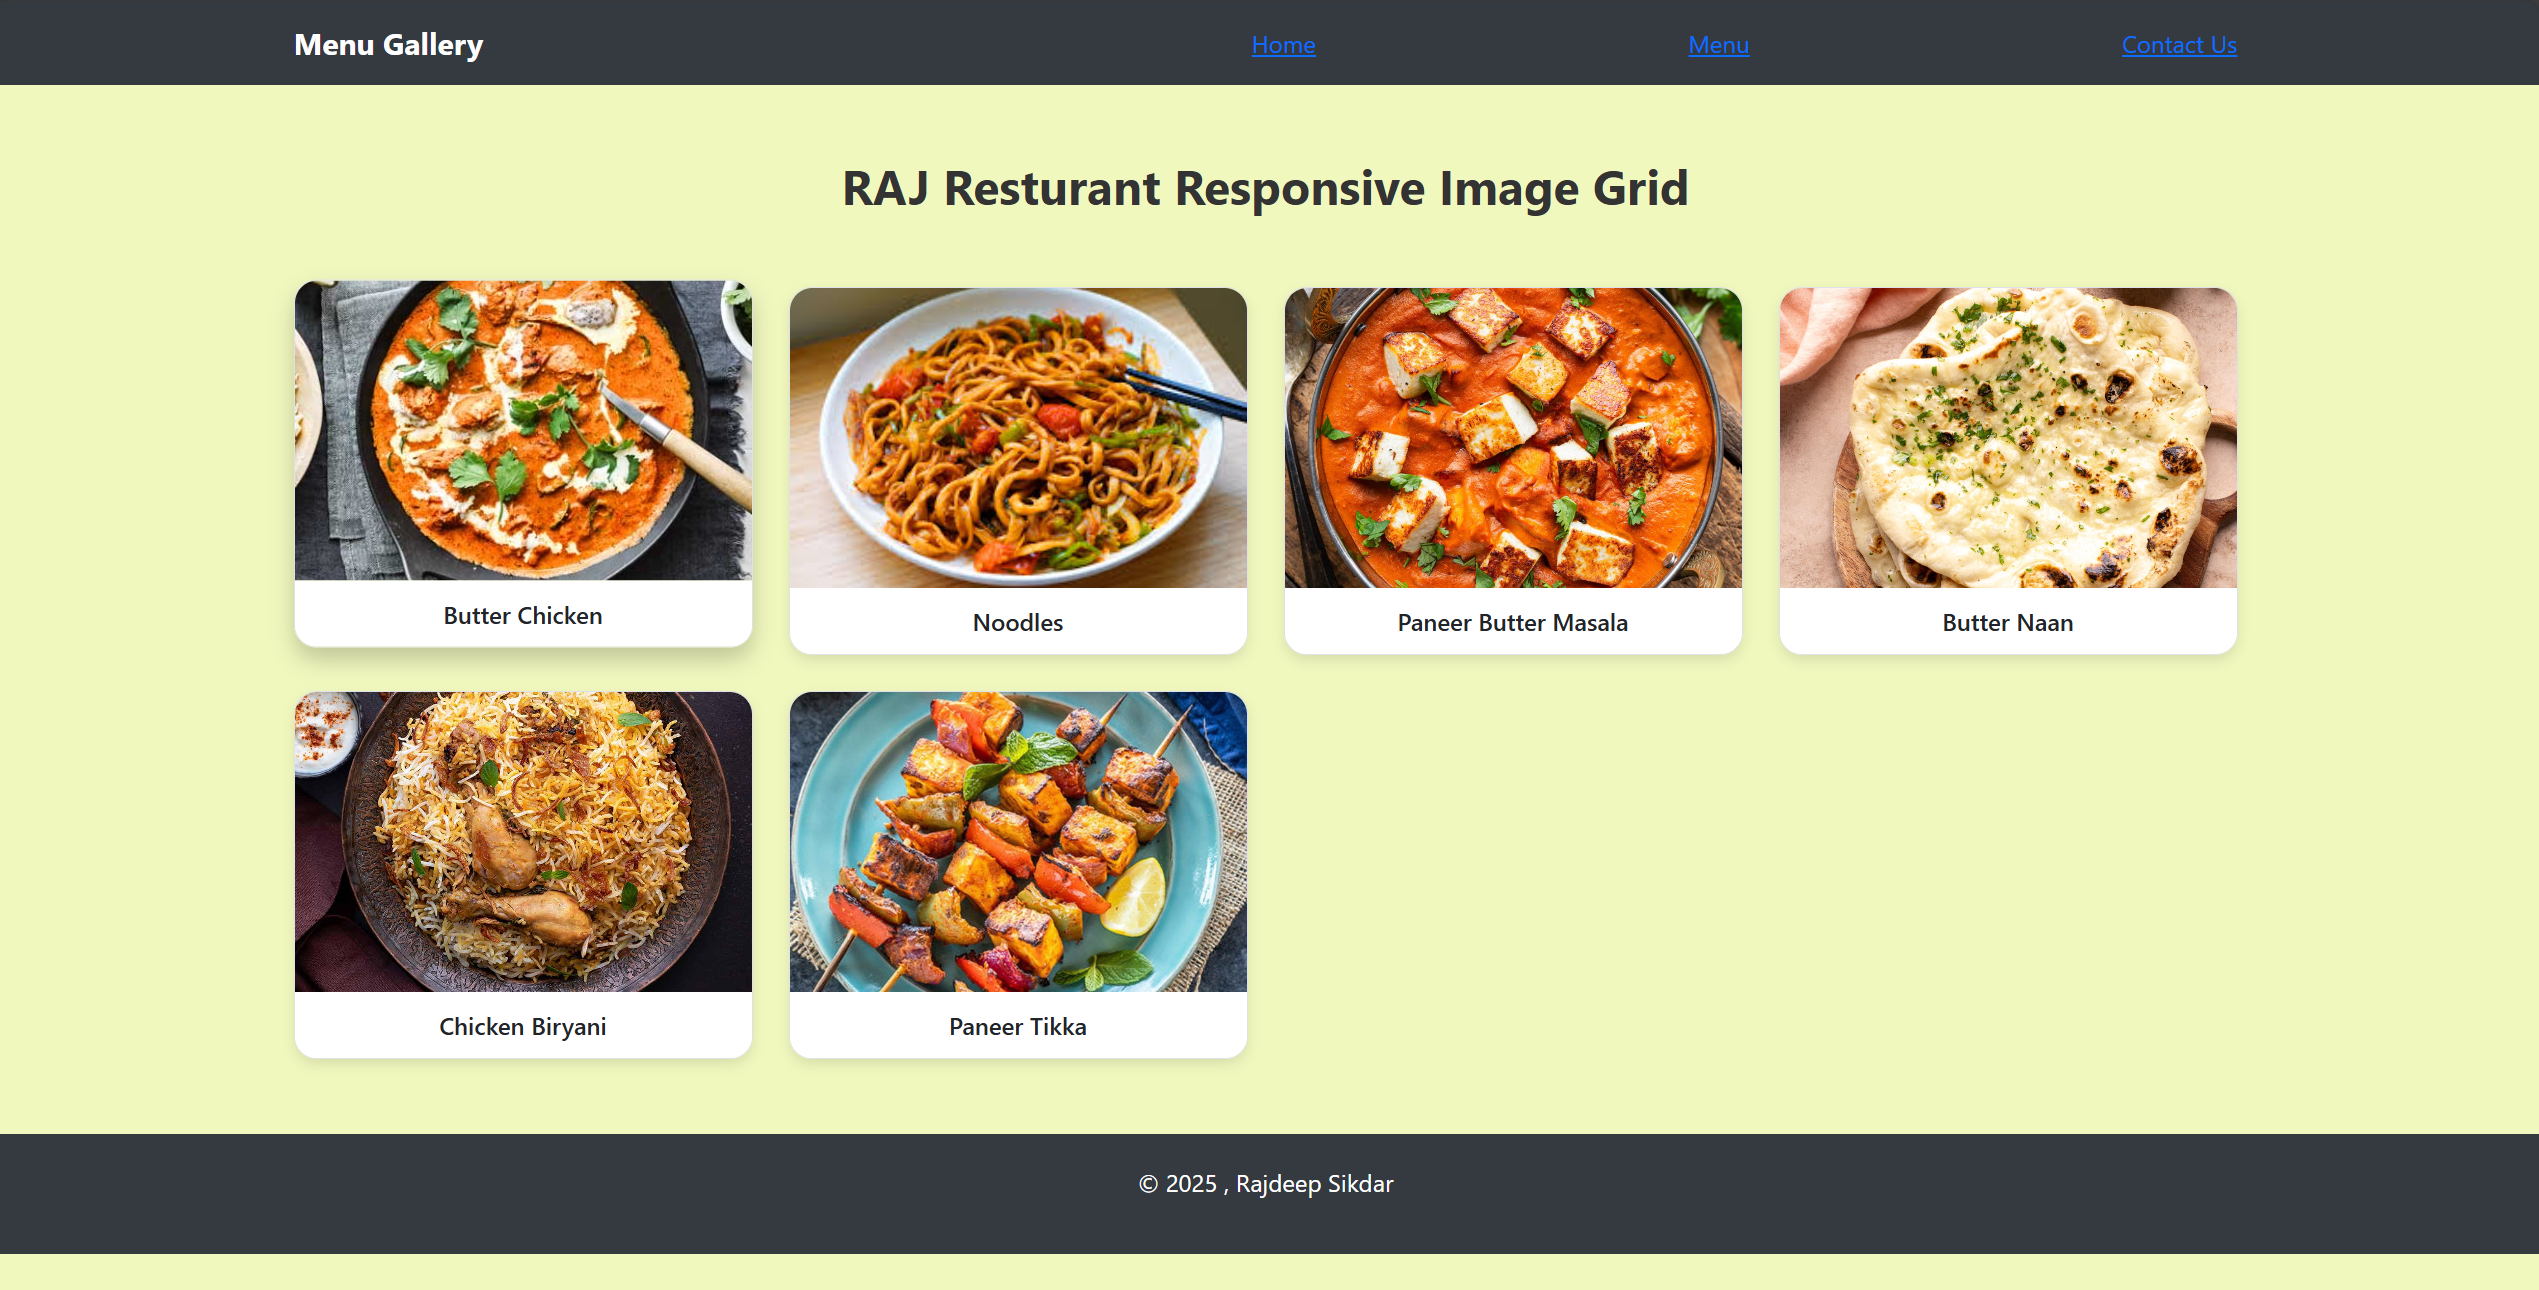 Menu Gallery Home Menu Contact Us
RAJ Resturant Responsive Image Grid
Butter Chicken
Noodles
Paneer Butter Masala
Butter Naan
Chicken Biryani
Paneer Tikka
© 2025 , Rajdeep Sikdar